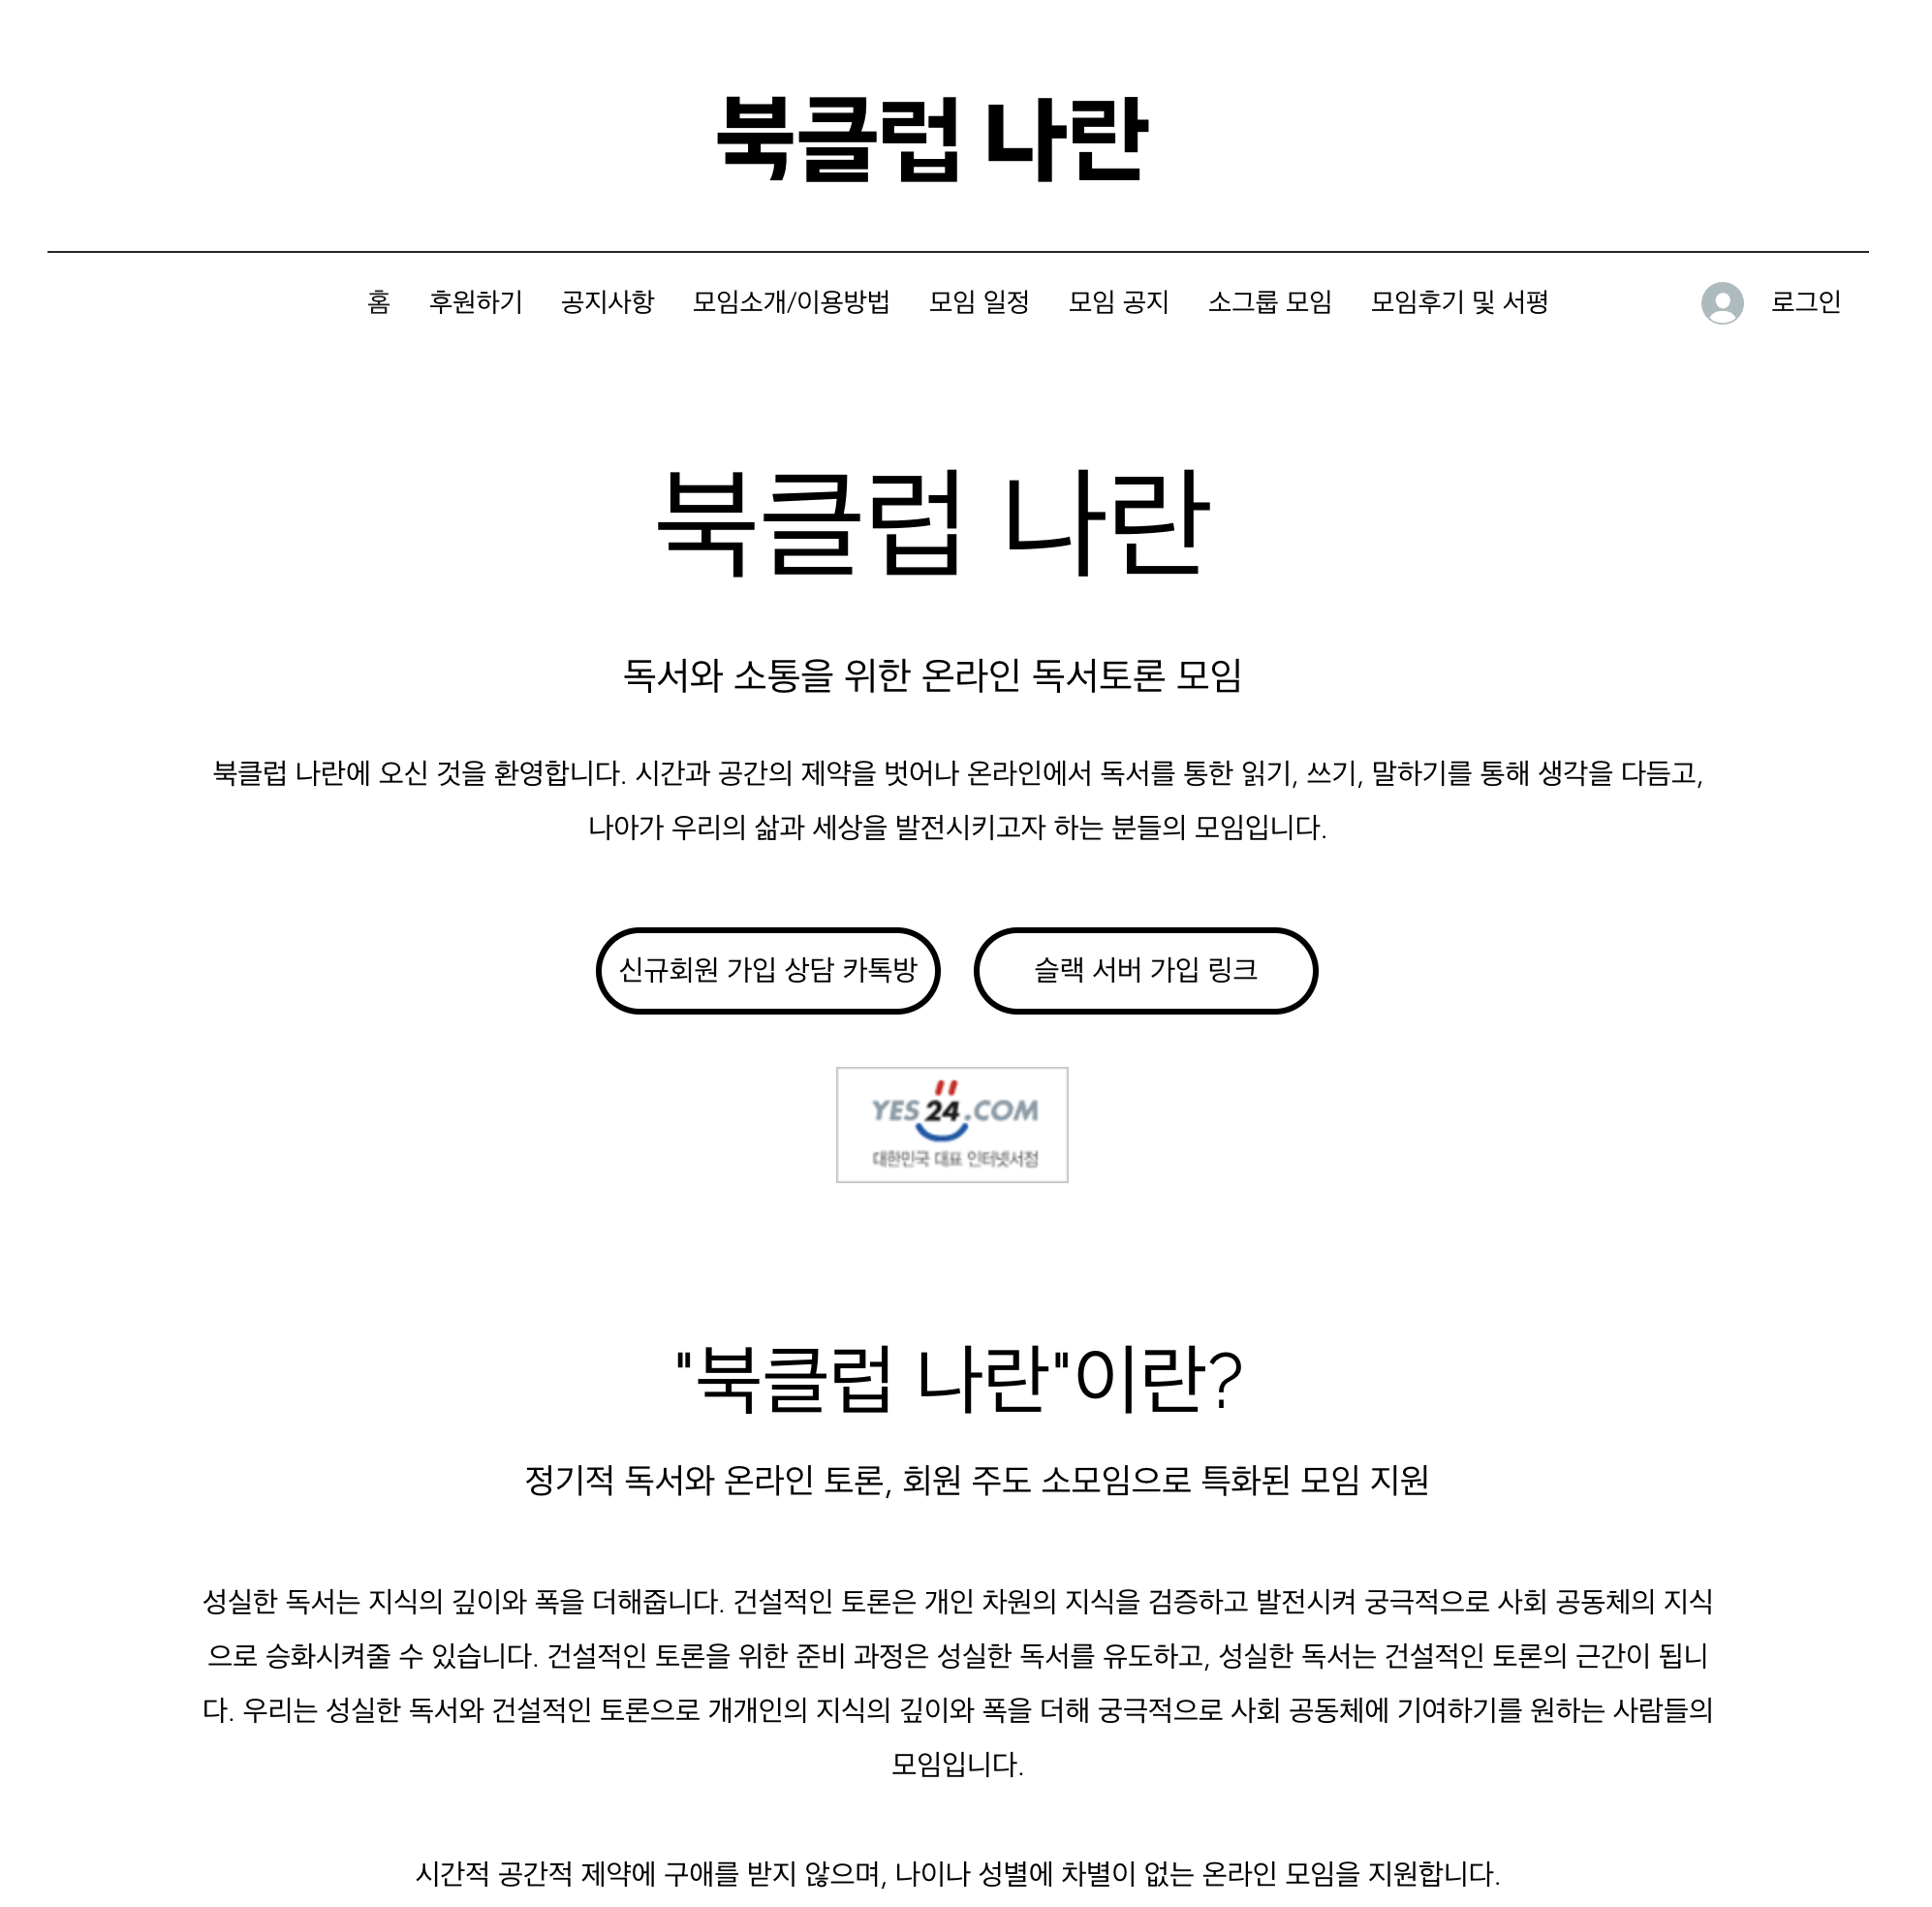 북클럽 나란
홈 후원하기 공지사항 모임소개/이용방법 모임 일정 모임 공지 소그룹 모임 모임후기 및 서평 로그인
북클럽 나란
독서와 소통을 위한 온라인 독서토론 모임
북클럽 나란에 오신 것을 환영합니다. 시간과 공간의 제약을 벗어나 온라인에서 독서를 통한 읽기, 쓰기, 말하기를 통해 생각을 다듬고,
나아가 우리의 삶과 세상을 발전시키고자 하는 분들의 모임입니다.
신규회원 가입 상담 카톡방 슬랙 서버 가입 링크
YES24.COM
대한민국 대표 인터넷서점
"북클럽 나란"이란?
정기적 독서와 온라인 토론, 회원 주도 소모임으로 특화된 모임 지원
성실한 독서는 지식의 깊이와 폭을 더해줍니다. 건설적인 토론은 개인 차원의 지식을 검증하고 발전시켜 궁극적으로 사회 공동체의 지식
으로 승화시켜줄 수 있습니다. 건설적인 토론을 위한 준비 과정은 성실한 독서를 유도하고, 성실한 독서는 건설적인 토론의 근간이 됩니
다. 우리는 성실한 독서와 건설적인 토론으로 개개인의 지식의 깊이와 폭을 더해 궁극적으로 사회 공동체에 기여하기를 원하는 사람들의
모임입니다.
시간적 공간적 제약에 구애를 받지 않으며, 나이나 성별에 차별이 없는 온라인 모임을 지원합니다.